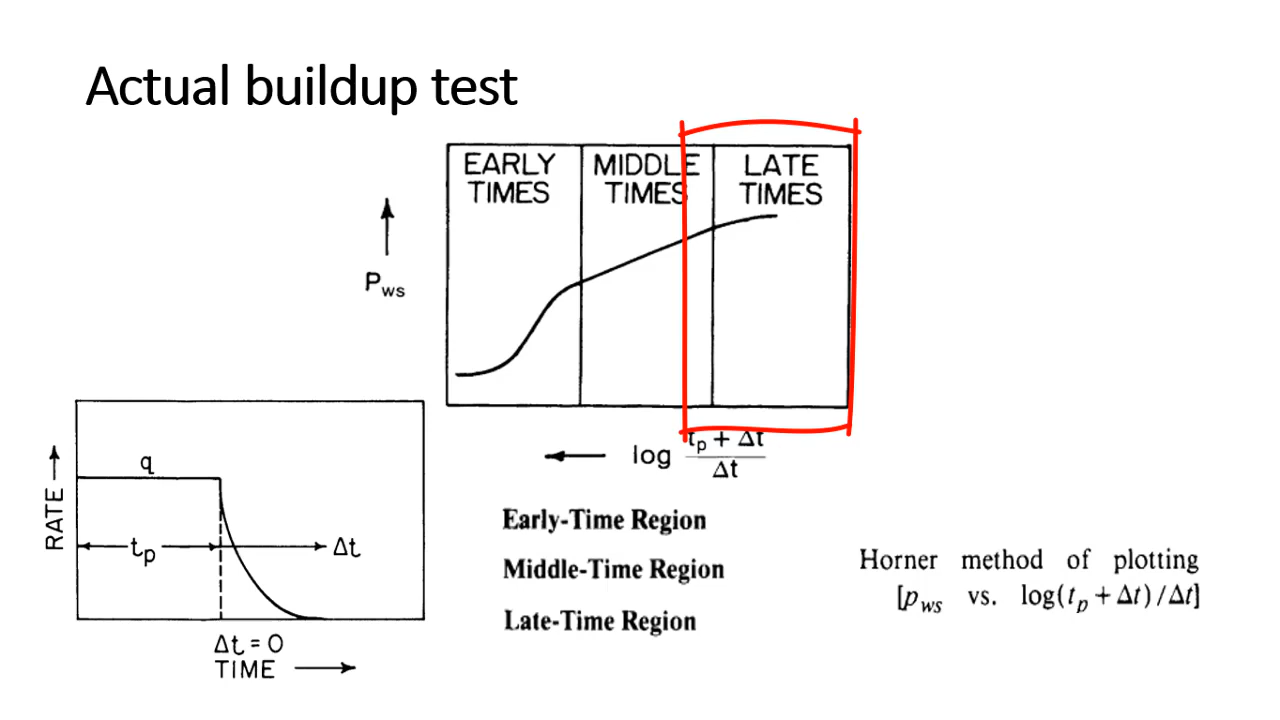 Actual buildup test
EARLY TIMES
MIDDLE TIMES
LATE TIMES
Pws
log (tp + Δt) / Δt
RATE
q
tp
Δt
Δt = 0
TIME
Early-Time Region
Middle-Time Region
Late-Time Region
Horner method of plotting
[pws vs. log(tp + Δt) / Δt]